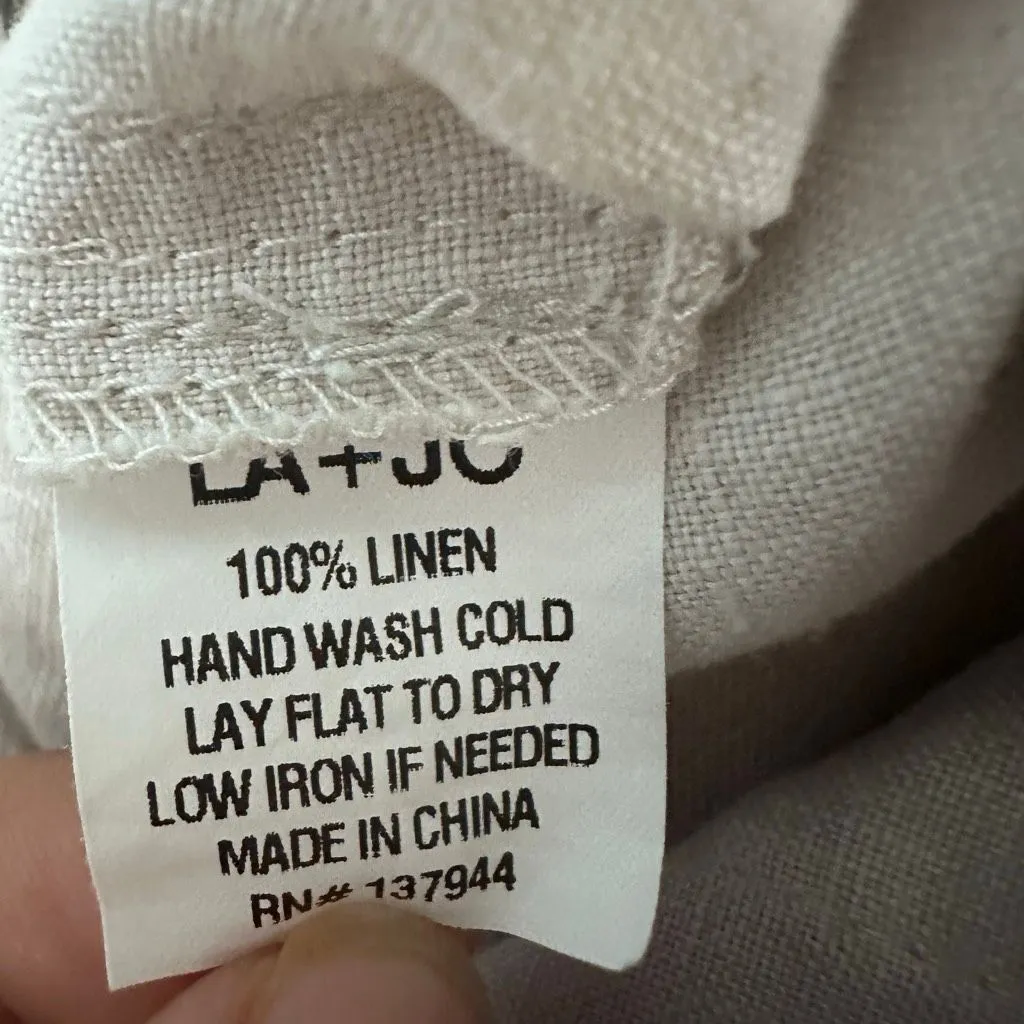 LA+JO
100% LINEN
HAND WASH COLD
LAY FLAT TO DRY
LOW IRON IF NEEDED
MADE IN CHINA
RN# 137944